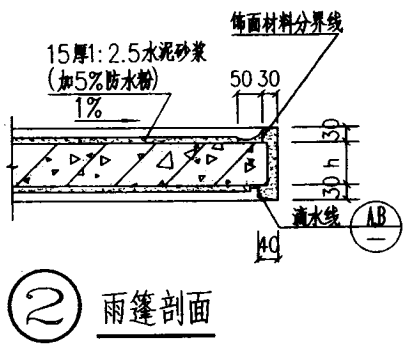 饰面材料分界线
15厚1:2.5水泥砂浆
(加5%防水粉)
1%
50 30
30
h
30
滴水线
A.B
—
40
2 雨篷剖面